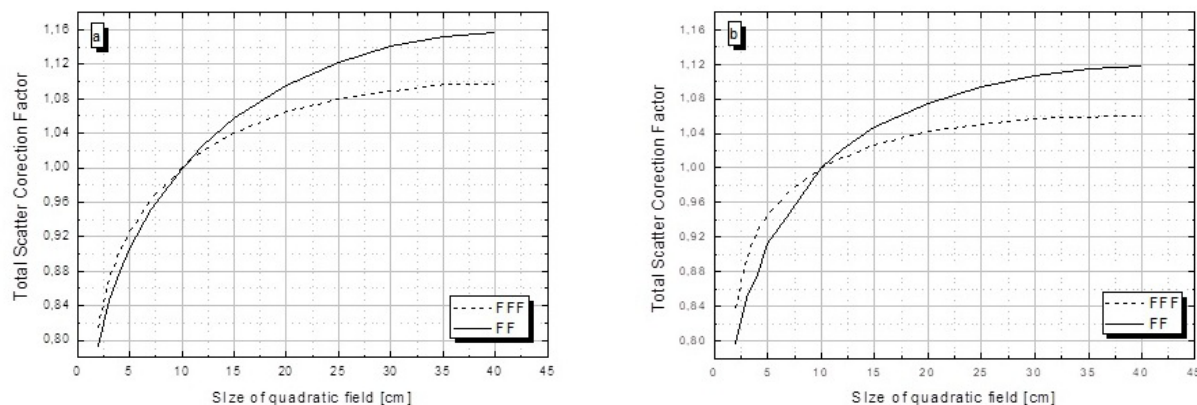 a
Total Scatter Corection Factor
1,16
1,12
1,08
1,04
1,00
0,96
0,92
0,88
0,84
0,80
0 5 10 15 20 25 30 35 40 45
SIze of quadratic field [cm]
FFF
FF
b
Total Scatter Corection Factor
1,16
1,12
1,08
1,04
1,00
0,96
0,92
0,88
0,84
0,80
0 5 10 15 20 25 30 35 40 45
SIze of quadratic field [cm]
FFF
FF